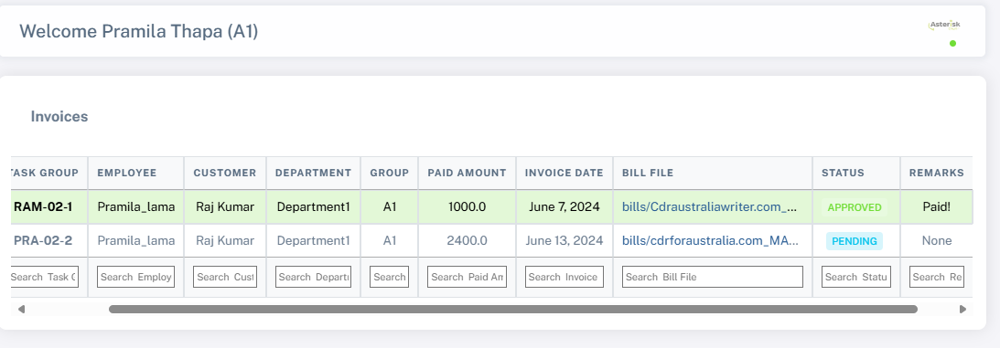 Welcome Pramila Thapa (A1)
Asterisk
Invoices
TASK GROUP EMPLOYEE CUSTOMER DEPARTMENT GROUP PAID AMOUNT INVOICE DATE BILL FILE STATUS REMARKS
RAM-02-1 Pramila_lama Raj Kumar Department1 A1 1000.0 June 7, 2024 bills/Cdraustraliawriter.com_... APPROVED Paid!
PRA-02-2 Pramila_lama Raj Kumar Department1 A1 2400.0 June 13, 2024 bills/cdrforaustralia.com_MA... PENDING None
Search Task G Search Employ Search Cust Search Departı Search Search Paid Am Search Invoice Search Bill File Search Statu Search Re